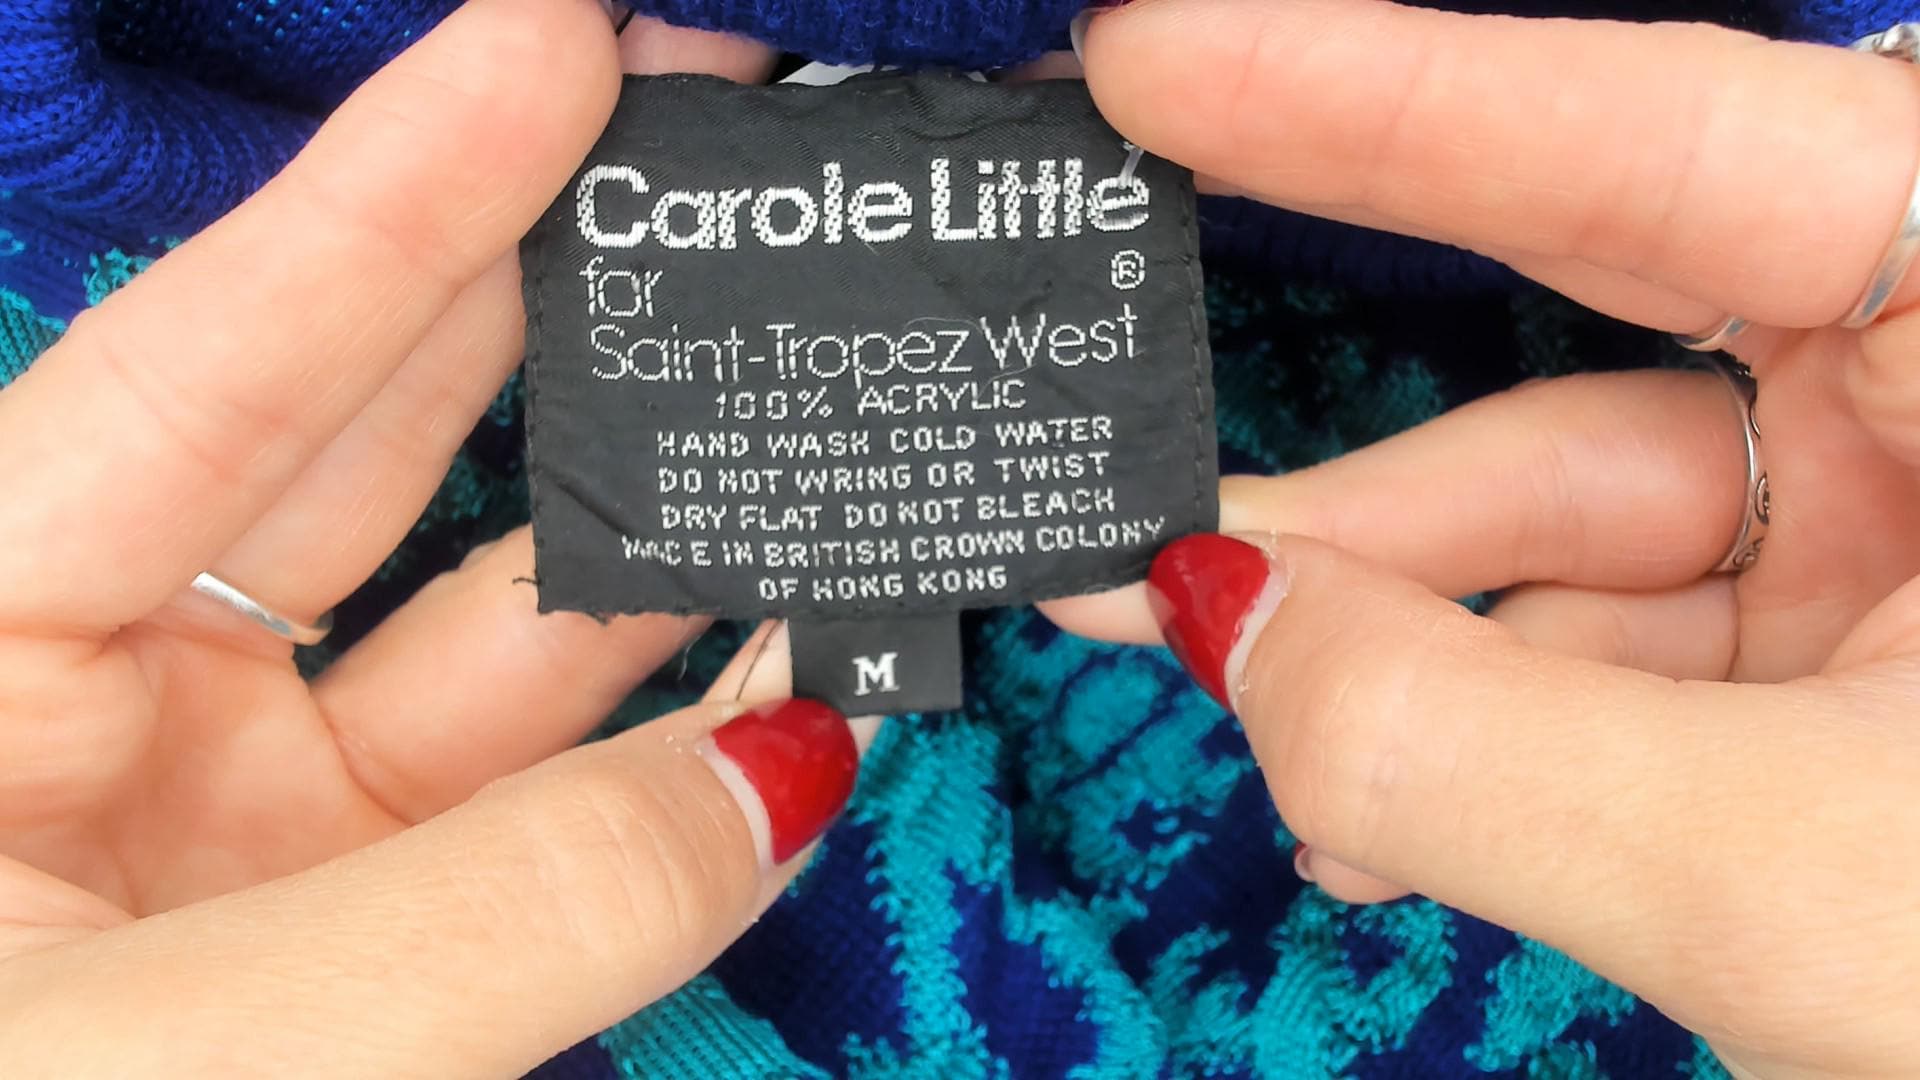 Carole Little
for ®
Saint-Tropez West
100% ACRYLIC
HAND WASH COLD WATER
DO NOT WRING OR TWIST
DRY FLAT DO NOT BLEACH
MADE IN BRITISH CROWN COLONY
OF HONG KONG
M